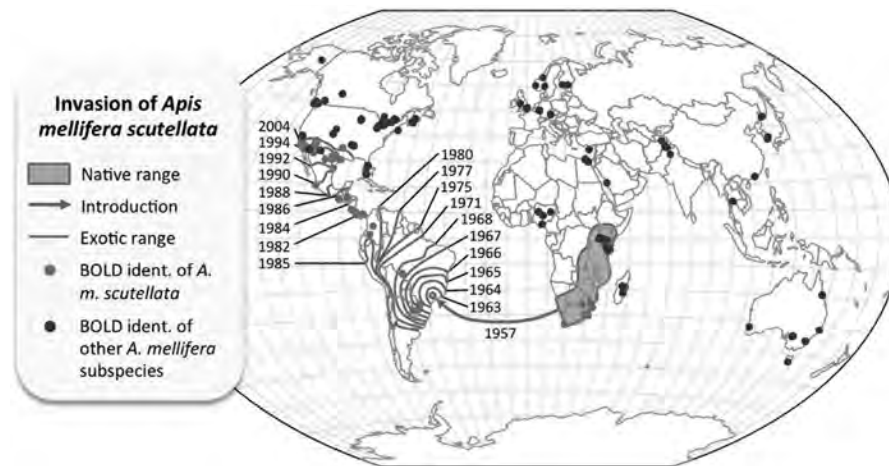 Invasion of Apis
mellifera scutellata
Native range
Introduction
Exotic range
BOLD ident. of A.
m. scutellata
BOLD ident. of
other A. mellifera
subspecies
2004
1994
1992
1990
1988
1986
1984
1982
1985
1980
1977
1975
1971
1968
1967
1966
1965
1964
1963
1957